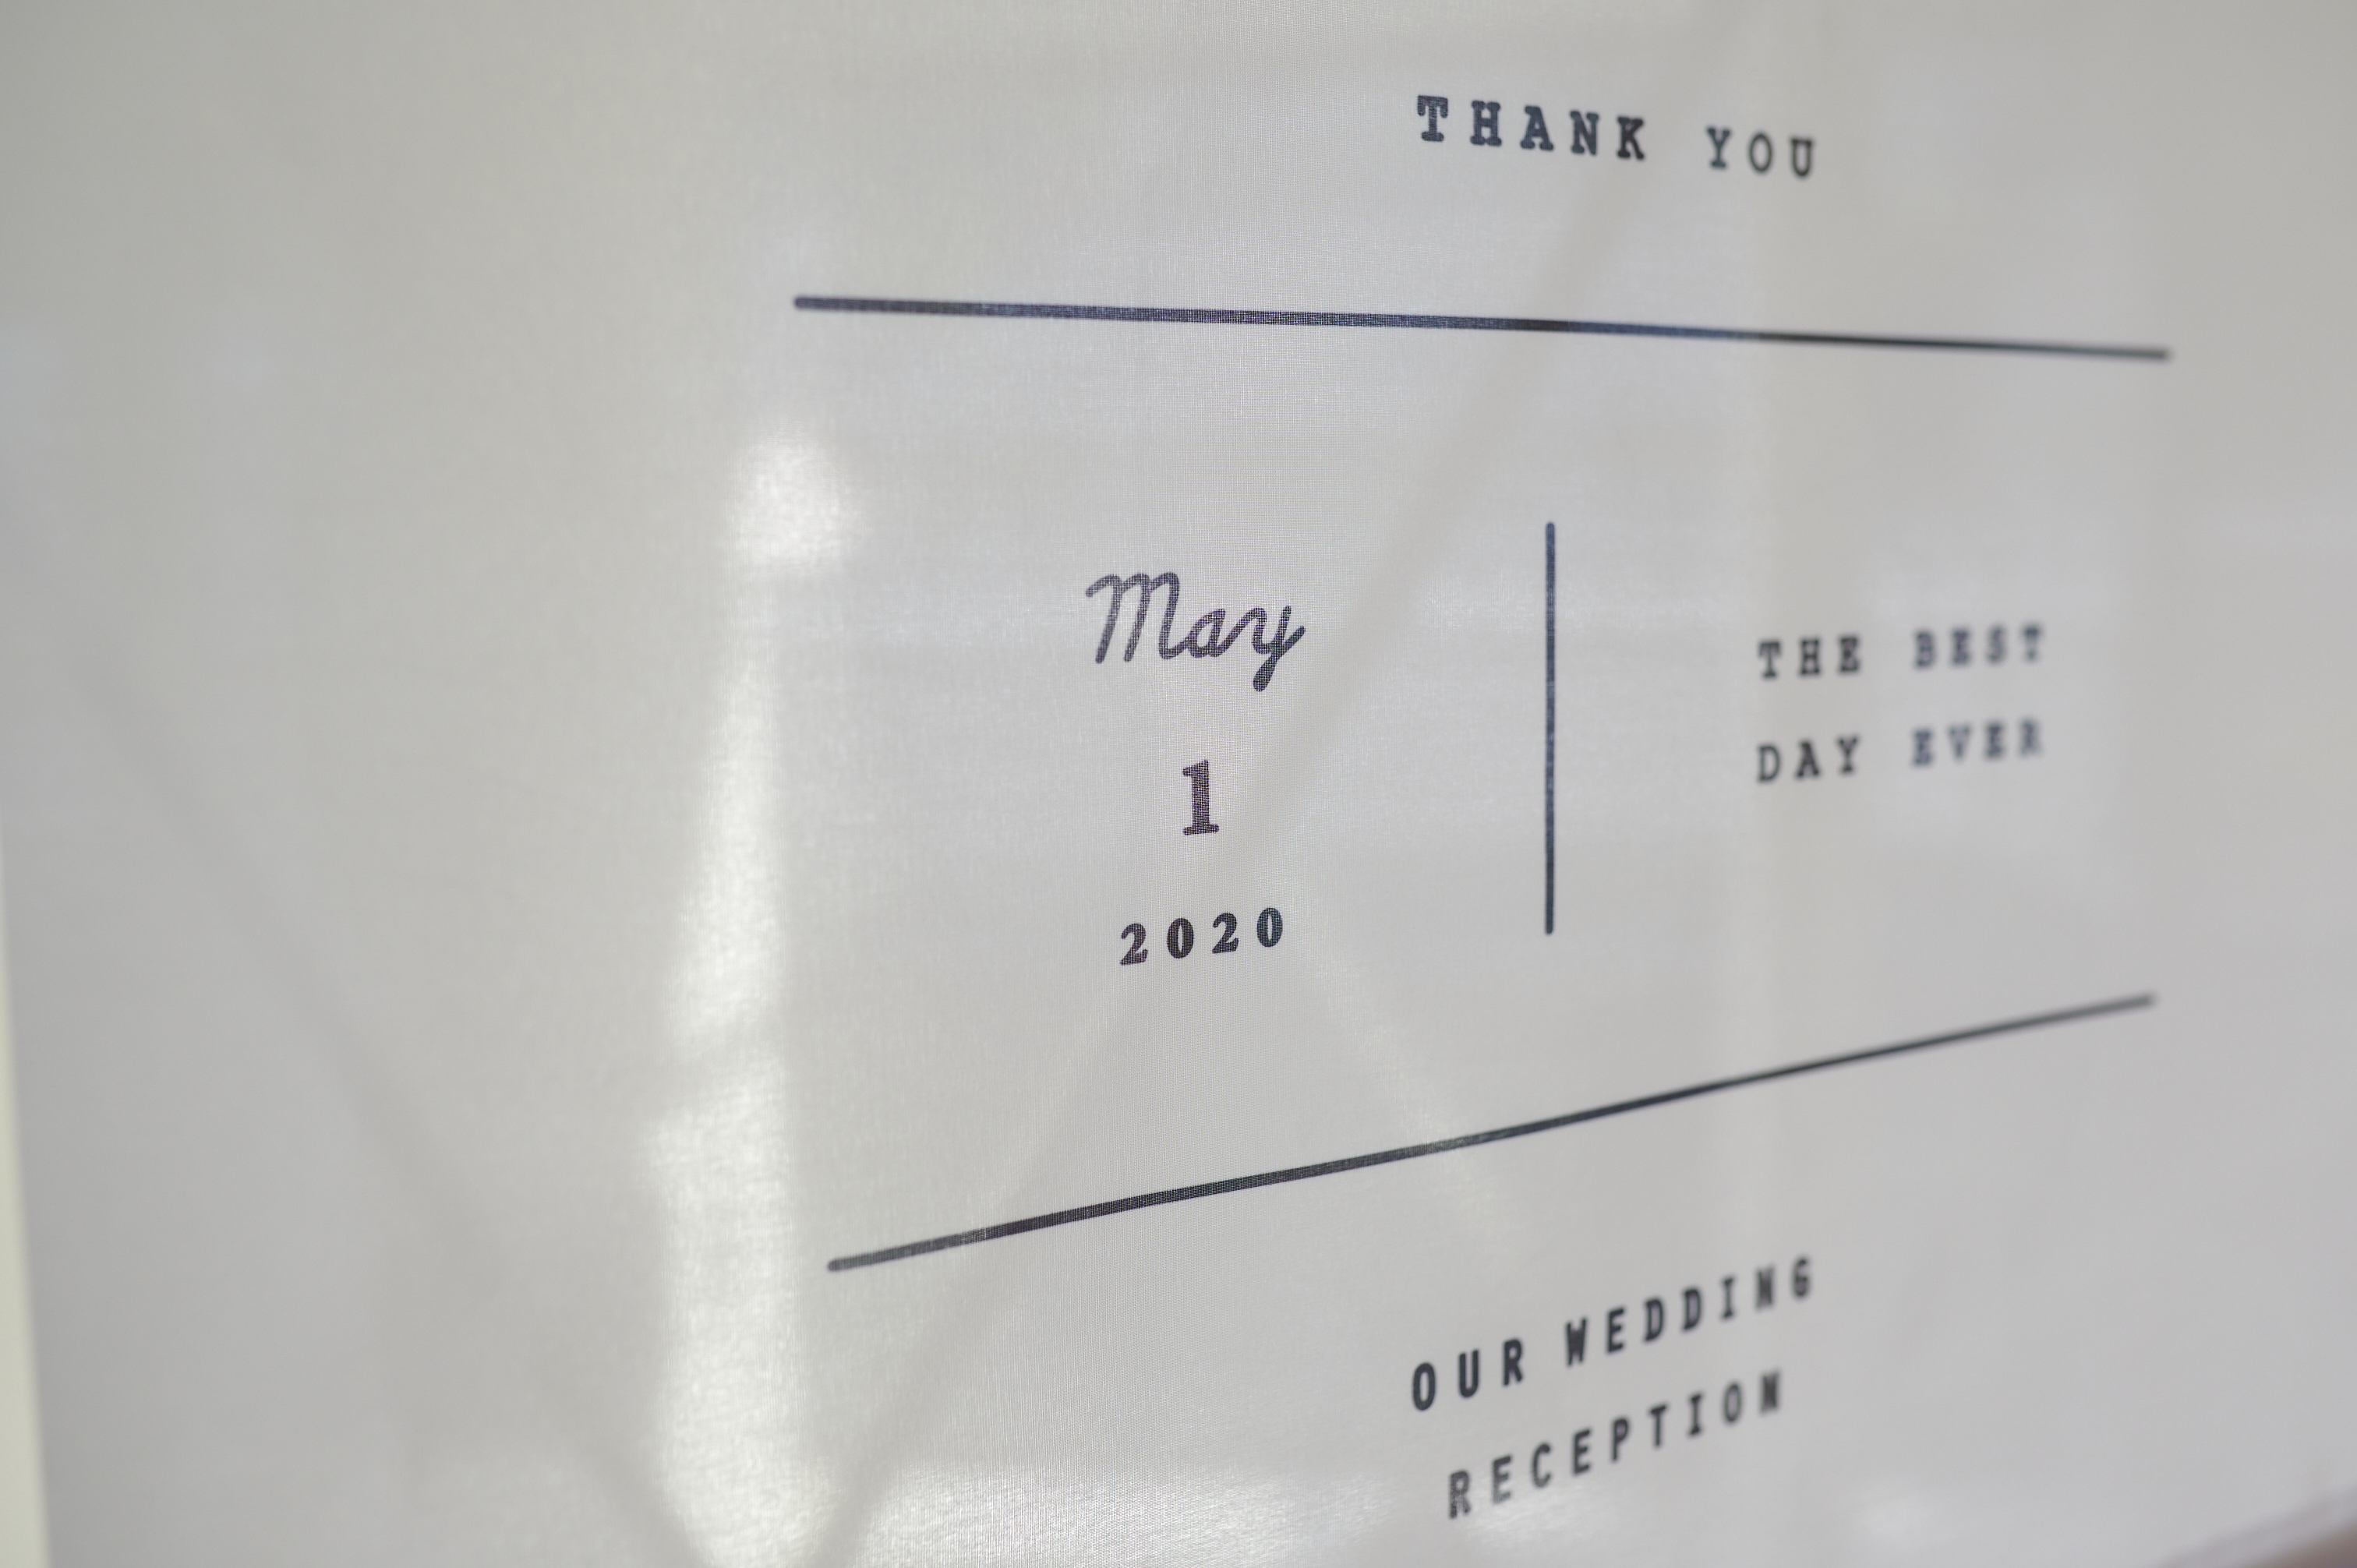 THANK YOU
May
1
2020
THE BEST
DAY EVER
OUR WEDDING
RECEPTION